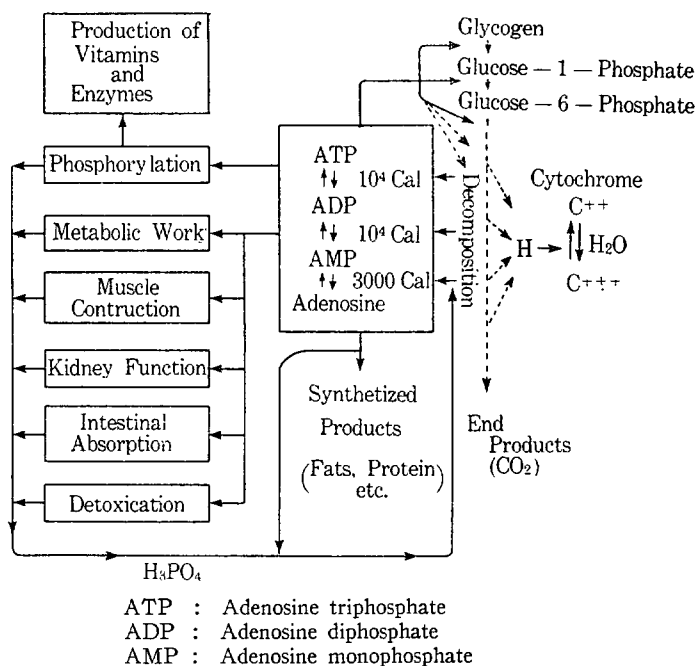 Production of
Vitamins
and
Enzymes
Phosphorylation
Metabolic Work
Muscle
Contruction
Kidney Function
Intestinal
Absorption
Detoxication
H₃PO₄
ATP
10⁴ Cal
ADP
10⁴ Cal
AMP
3000 Cal
Adenosine
Synthetized
Products
(Fats, Protein)
etc.
Glycogen
Glucose — 1 — Phosphate
Glucose — 6 — Phosphate
Decomposition
Cytochrome
C⁺⁺
H
H₂O
C⁺⁺⁺
End
Products
(CO₂)
ATP : Adenosine triphosphate
ADP : Adenosine diphosphate
AMP : Adenosine monophosphate